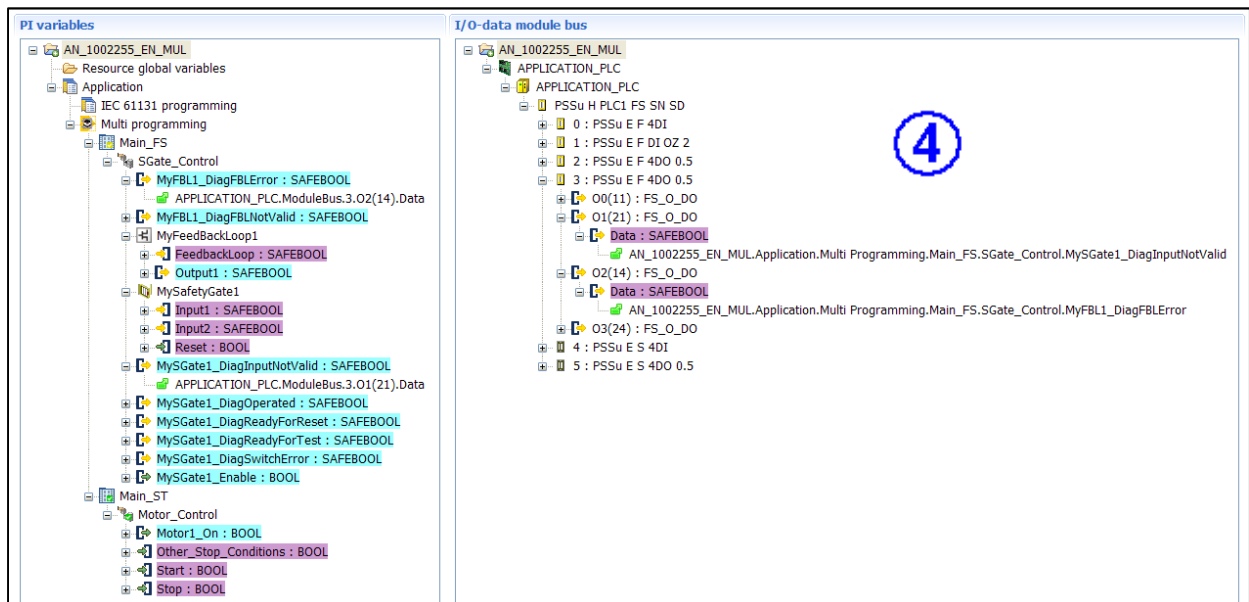 PI variables
AN_1002255_EN_MUL
Resource global variables
Application
IEC 61131 programming
Multi programming
Main_FS
SGate_Control
MyFBL1_DiagFBLError : SAFEBOOL
APPLICATION_PLC.ModuleBus.3.O2(14).Data
MyFBL1_DiagFBLNotValid : SAFEBOOL
MyFeedBackLoop1
FeedbackLoop : SAFEBOOL
Output1 : SAFEBOOL
MySafetyGate1
Input1 : SAFEBOOL
Input2 : SAFEBOOL
Reset : BOOL
MySGate1_DiagInputNotValid : SAFEBOOL
APPLICATION_PLC.ModuleBus.3.O1(21).Data
MySGate1_DiagOperated : SAFEBOOL
MySGate1_DiagReadyForReset : SAFEBOOL
MySGate1_DiagReadyForTest : SAFEBOOL
MySGate1_DiagSwitchError : SAFEBOOL
MySGate1_Enable : BOOL
Main_ST
Motor_Control
Motor1_On : BOOL
Other_Stop_Conditions : BOOL
Start : BOOL
Stop : BOOL
I/O-data module bus
AN_1002255_EN_MUL
APPLICATION_PLC
APPLICATION_PLC
PSSu H PLC1 FS SN SD
0 : PSSu E F 4DI
1 : PSSu E F DI OZ 2
2 : PSSu E F 4DO 0.5
3 : PSSu E F 4DO 0.5
O0(11) : FS_O_DO
O1(21) : FS_O_DO
Data : SAFEBOOL
AN_1002255_EN_MUL.Application.Multi Programming.Main_FS.SGate_Control.MySGate1_DiagInputNotValid
O2(14) : FS_O_DO
Data : SAFEBOOL
AN_1002255_EN_MUL.Application.Multi Programming.Main_FS.SGate_Control.MyFBL1_DiagFBLError
O3(24) : FS_O_DO
4 : PSSu E S 4DI
5 : PSSu E S 4DO 0.5
4